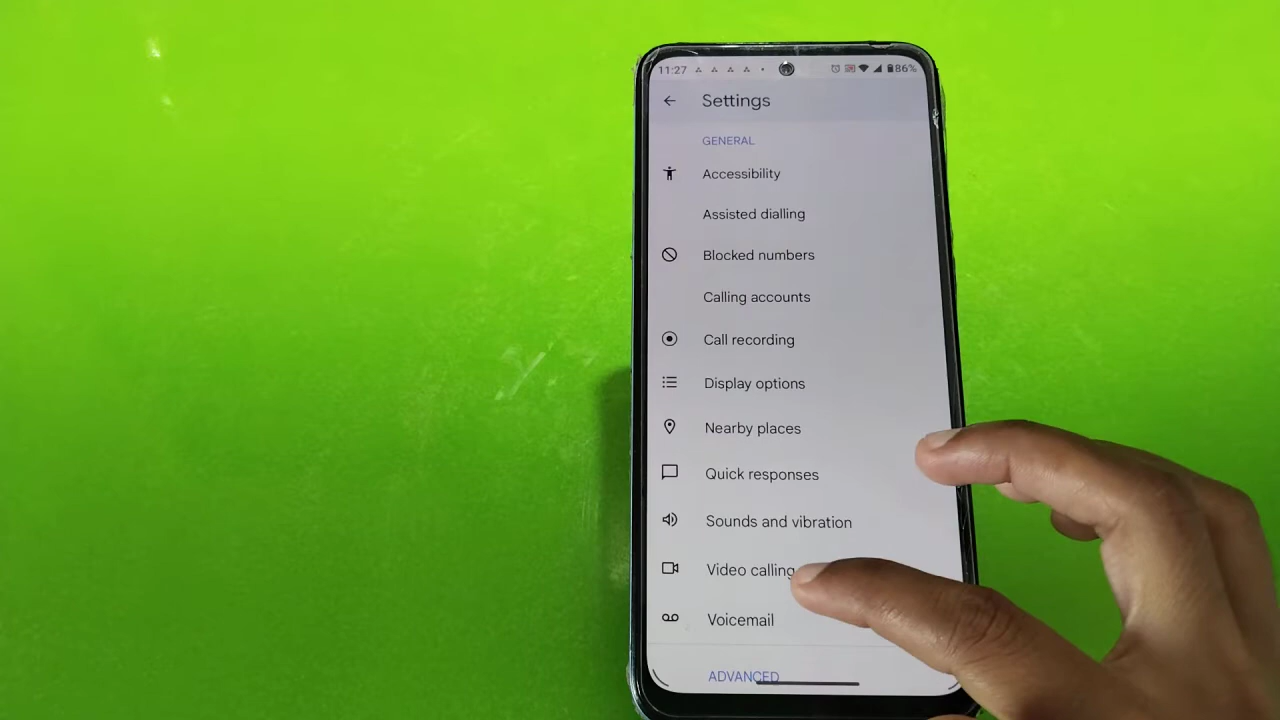 11:27
86%
Settings
GENERAL
Accessibility
Assisted dialling
Blocked numbers
Calling accounts
Call recording
Display options
Nearby places
Quick responses
Sounds and vibration
Video calling
Voicemail
ADVANCED